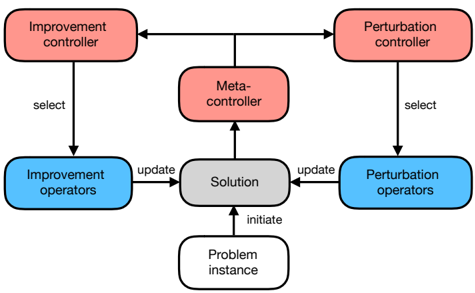 Improvement
controller
Perturbation
controller
Meta-
controller
select
select
Improvement
operators
update
Solution
update
Perturbation
operators
initiate
Problem
instance